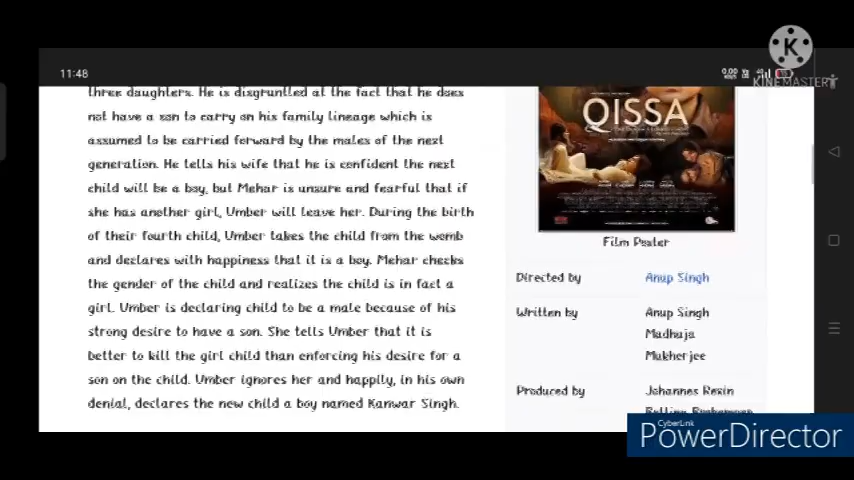 11:48
0.00
KINEMASTER
three daughters. He is disgruntled at the fact that he does
not have a son to carry on his family lineage which is
assumed to be carried forward by the males of the next
generation. He tells his wife that he is confident the next
child will be a boy, but Mehar is unsure and fearful that if
she has another girl, Umber will leave her. During the birth
of their fourth child, Umber takes the child from the womb
and declares with happiness that it is a boy. Mehar checks
the gender of the child and realizes the child is in fact a
girl. Umber is declaring child to be a male because of his
strong desire to have a son. She tells Umber that it is
better to kill the girl child than enforcing his desire for a
son on the child. Umber ignores her and happily, in his own
denial, declares the new child a boy named Kanwar Singh.
QISSA
Film Poster
Directed by Anup Singh
Written by Anup Singh
Madhuja
Mukherjee
Produced by Johannes Rexin
CyberLink
PowerDirector